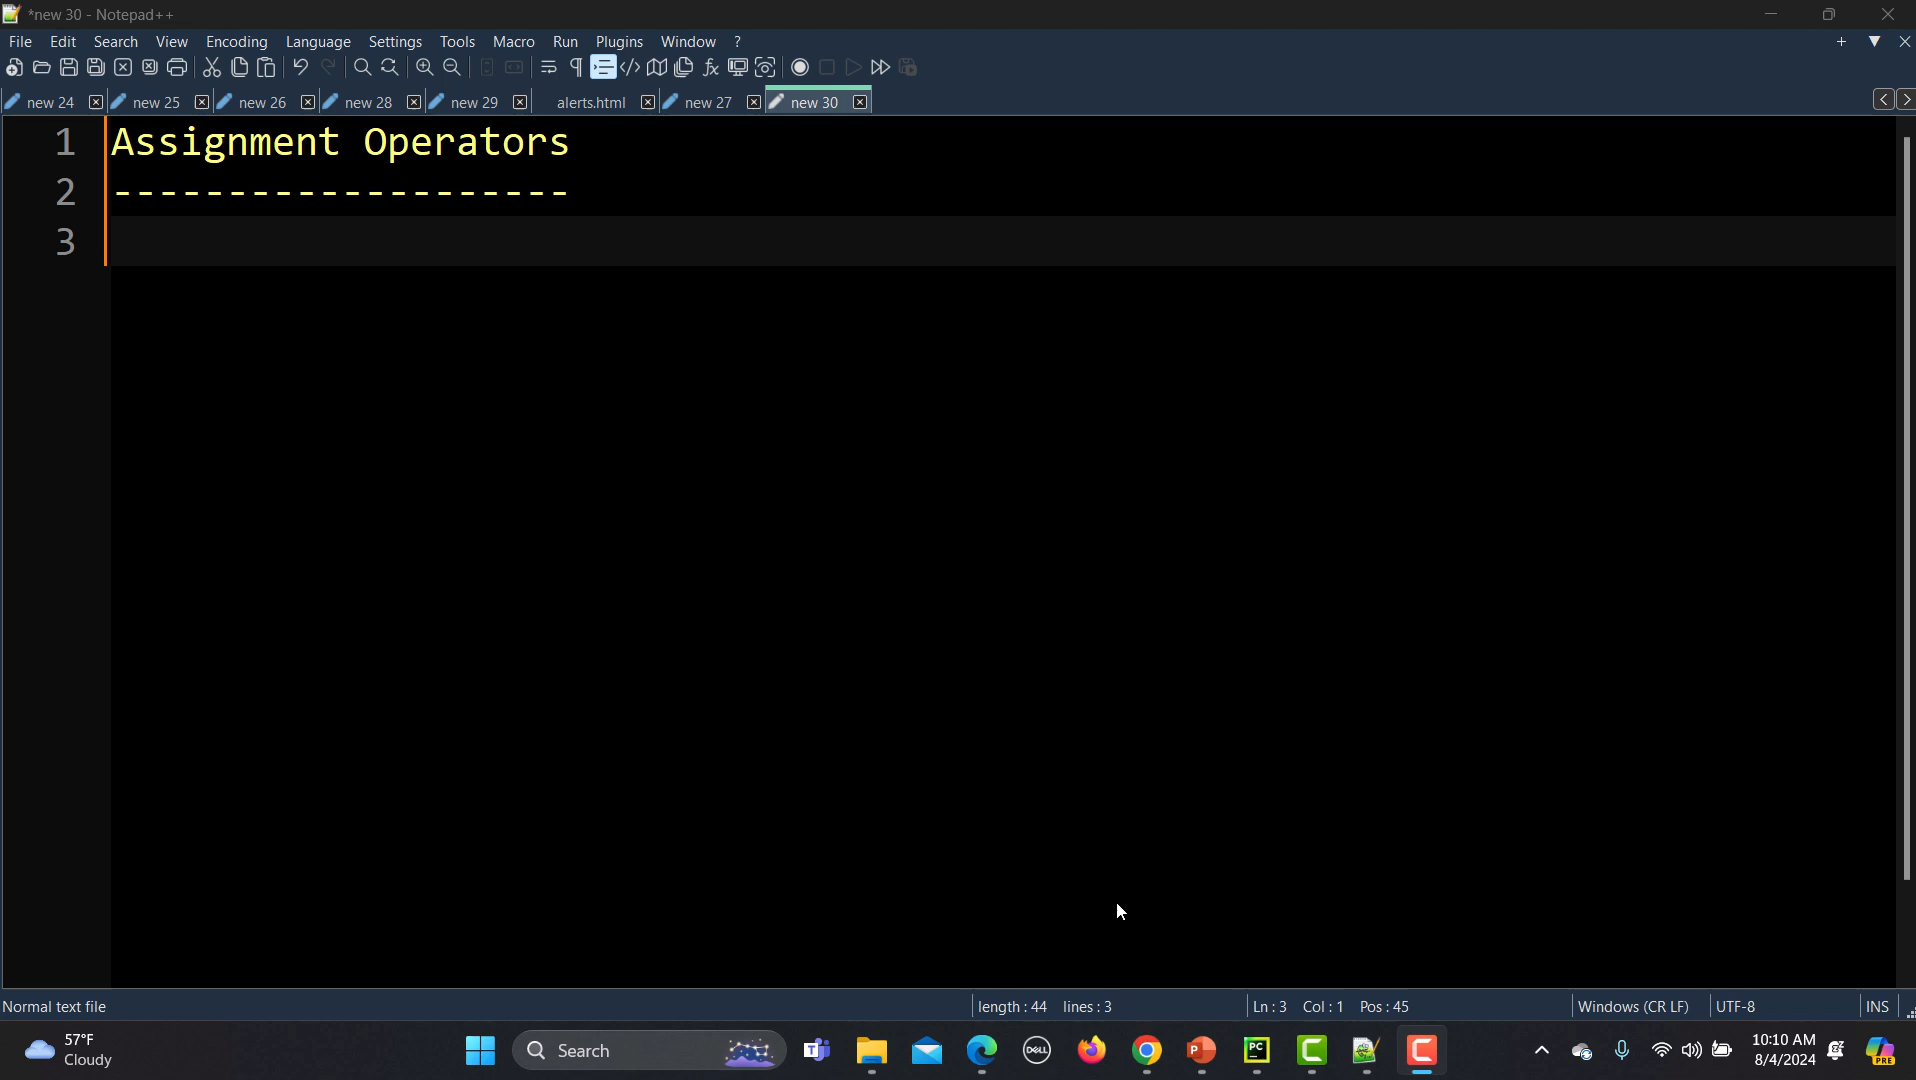 *new 30 - Notepad++
File Edit Search View Encoding Language Settings Tools Macro Run Plugins Window ?
new 24 new 25 new 26 new 28 new 29 alerts.html new 27 new 30
1 Assignment Operators
2 --------------------
3
Normal text file length : 44 lines : 3 Ln : 3 Col : 1 Pos : 45 Windows (CR LF) UTF-8 INS
57°F
Cloudy
Search
DELL
PC
10:10 AM
8/4/2024
PRE